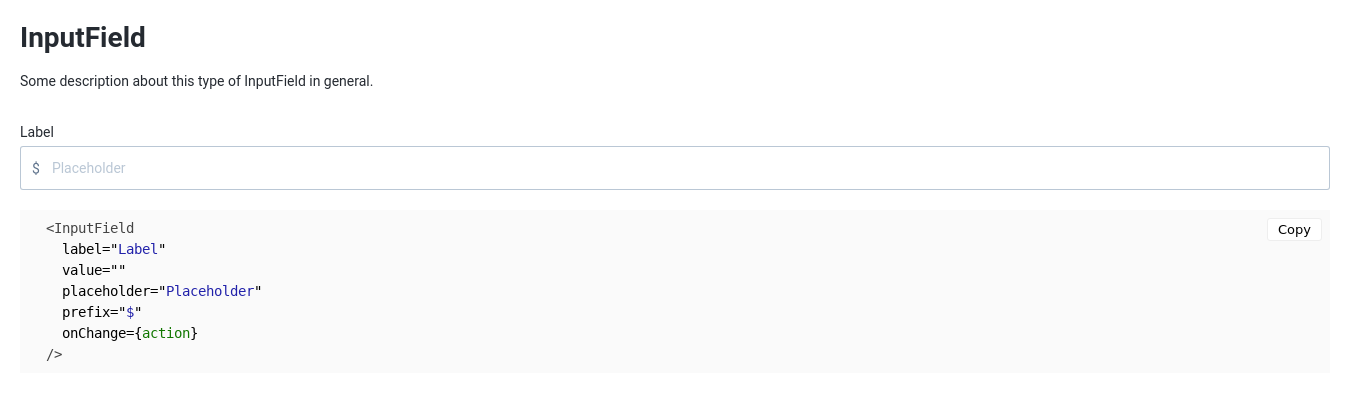 InputField
Some description about this type of InputField in general.
Label
$ Placeholder
<InputField
Copy
label="Label"
value=""
placeholder="Placeholder"
prefix="$"
onChange={action}
/>